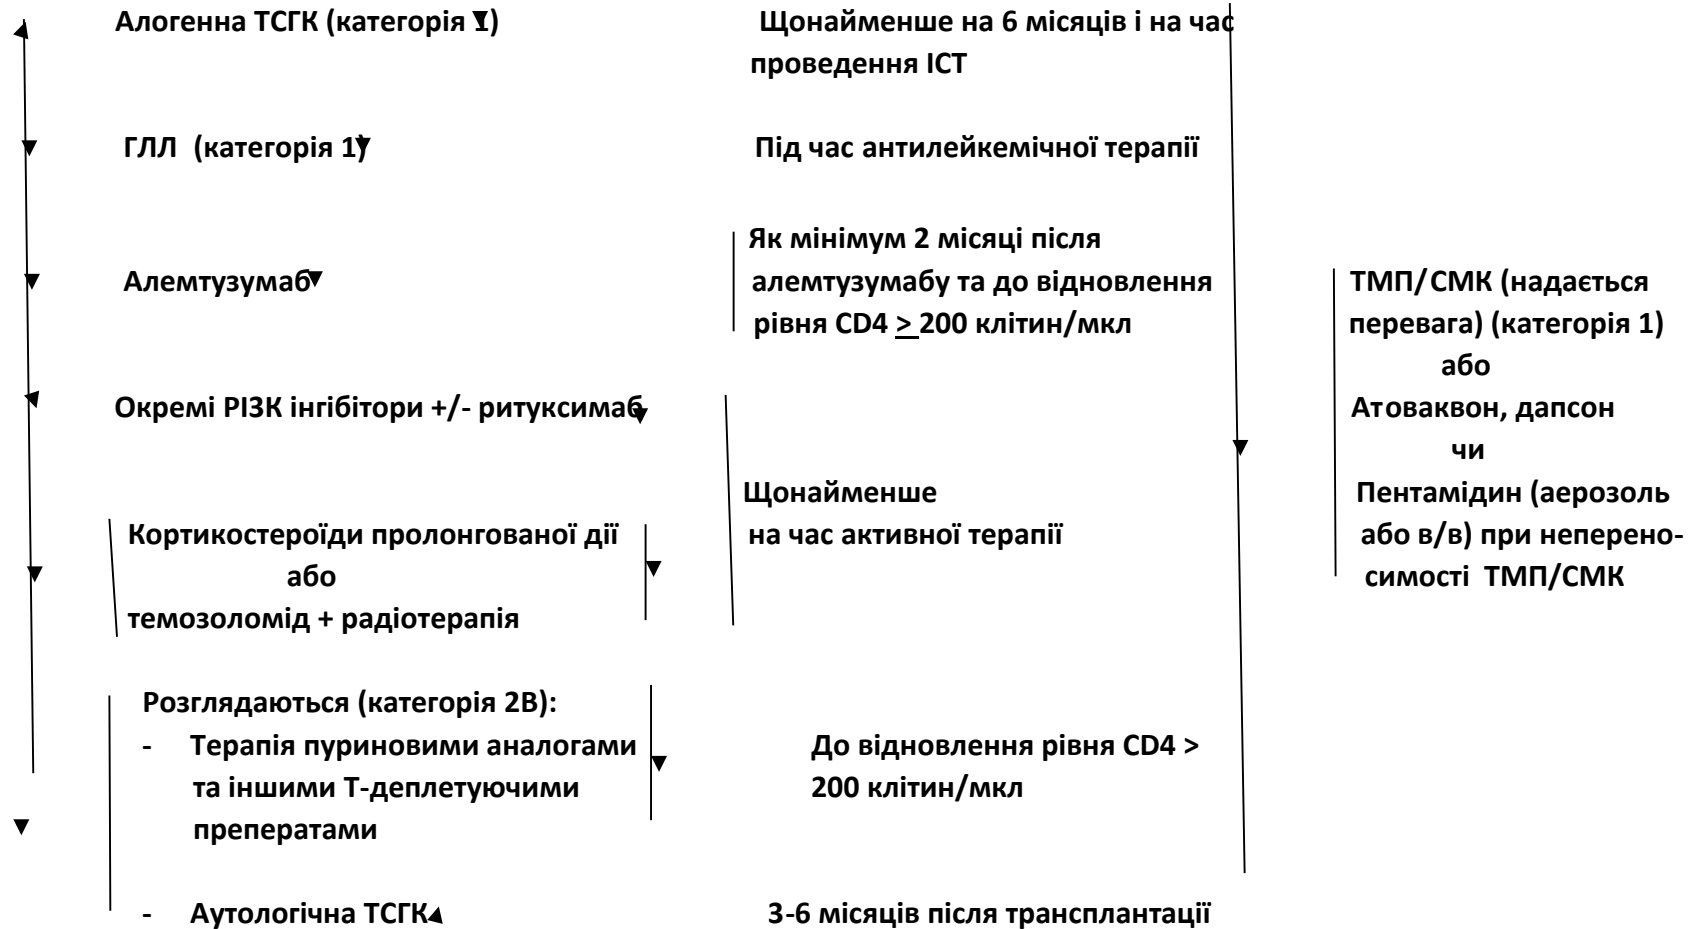 Алогенна ТСГК (категорія 1)
Щонайменше на 6 місяців і на час
проведення ІСТ
ГЛЛ (категорія 1)
Під час антилейкемічної терапії
Алемтузумаб
Як мінімум 2 місяці після
алемтузумабу та до відновлення
рівня CD4 > 200 клітин/мкл
Окремі PI3K інгібітори +/- ритуксимаб
Кортикостероїди пролонгованої дії
або
темозоломід + радіотерапія
Щонайменше
на час активної терапії
Розглядаються (категорія 2В):
- Терапія пуриновими аналогами
та іншими Т-деплетуючими
преператами
До відновлення рівня CD4 >
200 клітин/мкл
- Аутологічна ТСГК
3-6 місяців після трансплантації
ТМП/СМК (надається
перевага) (категорія 1)
або
Атоваквон, дапсон
чи
Пентамідин (аерозоль
або в/в) при неперено-
симості ТМП/СМК